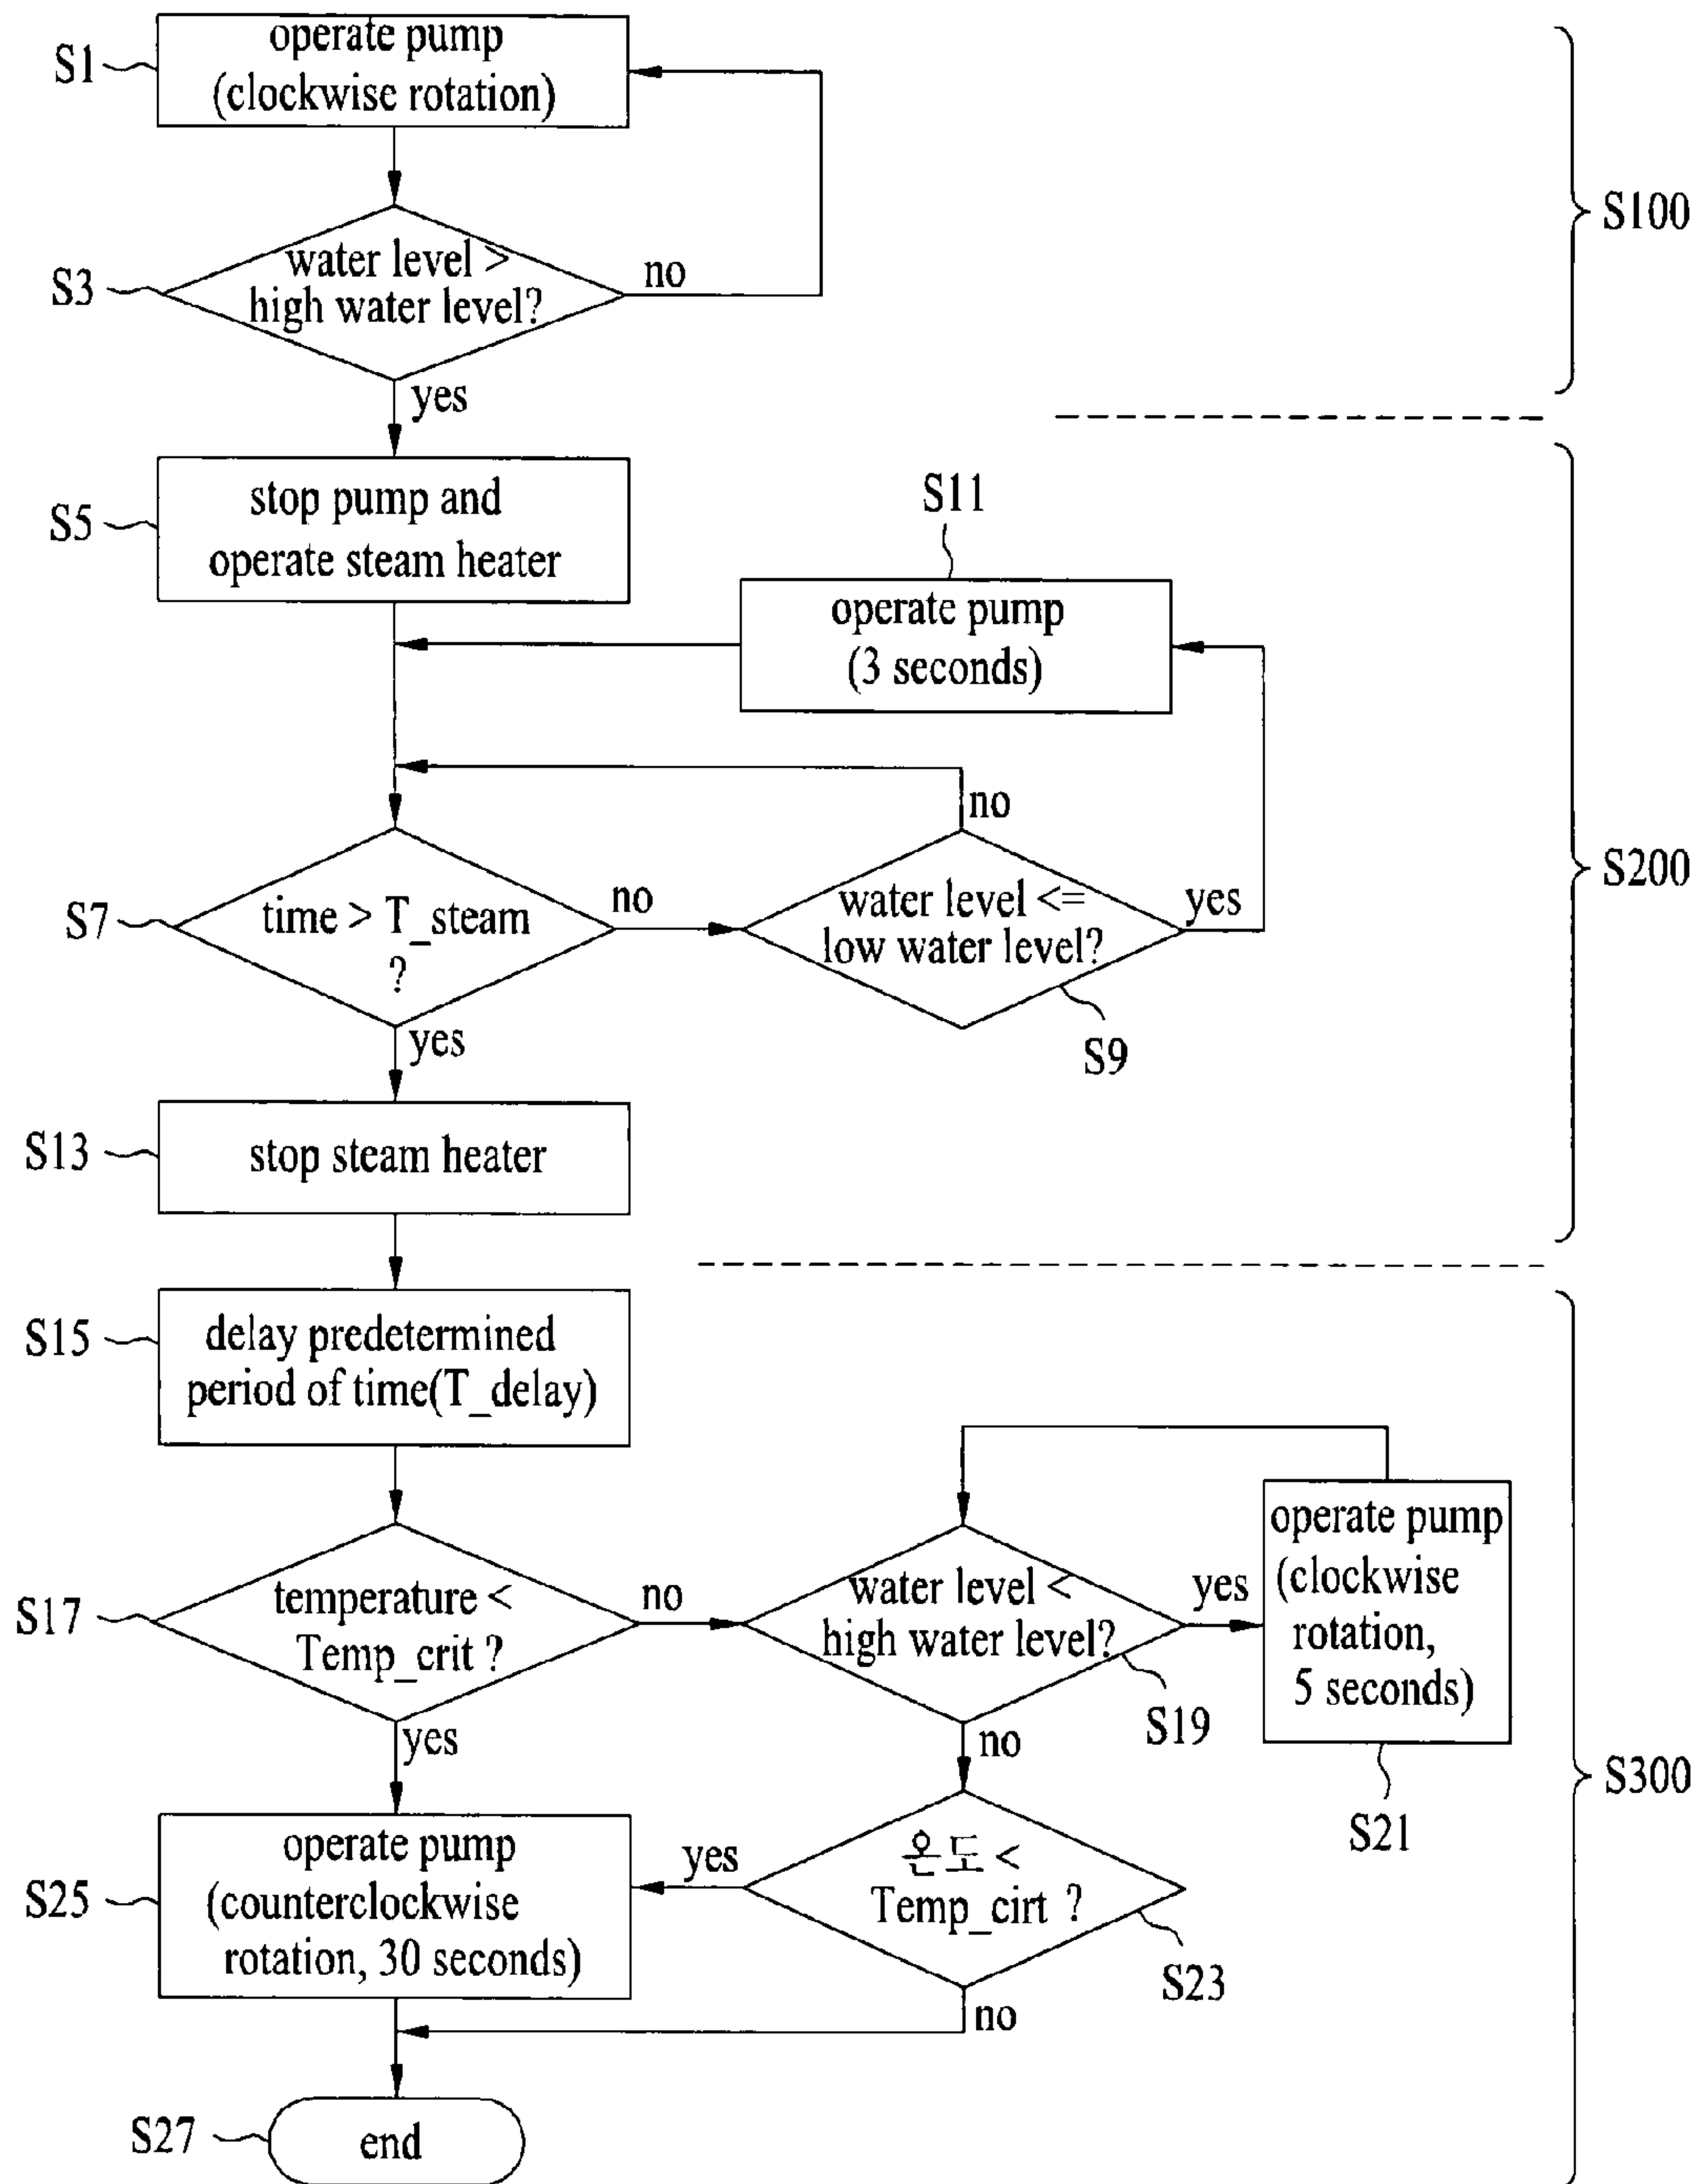 operate pump
(clockwise rotation)
S1
S100
water level >
high water level?
S3
no
yes
stop pump and
operate steam heater
S5
S11
operate pump
(3 seconds)
no
S200
time > T_steam
?
S7
no
water level <=
low water level?
yes
S9
yes
stop steam heater
S13
delay predetermined
period of time(T_delay)
S15
temperature <
Temp_crit ?
S17
no
water level <
high water level?
yes
operate pump
(clockwise
rotation,
5 seconds)
S19
S21
yes
no
S300
operate pump
(counterclockwise
rotation, 30 seconds)
S25
yes
온도 <
Temp_cirt ?
S23
no
end
S27